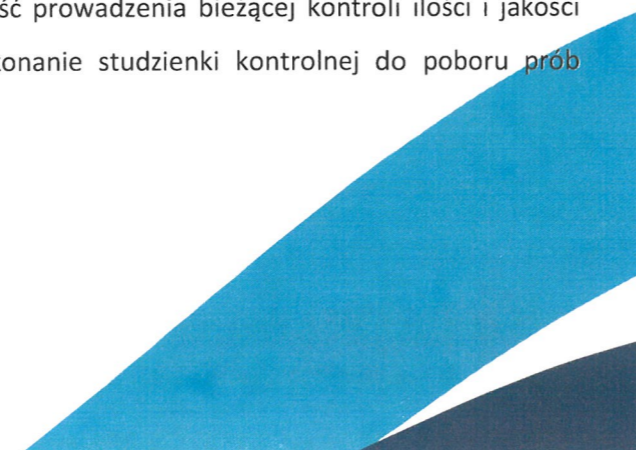 ść prowadzenia bieżącej kontroli ilości i jakości
konanie studzienki kontrolnej do poboru prób